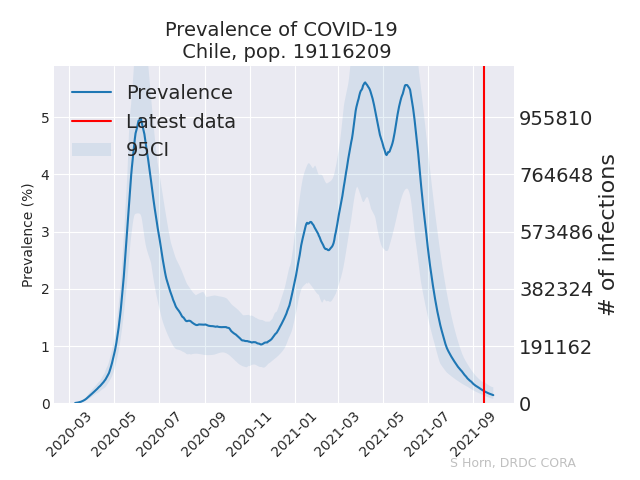 Prevalence of COVID-19
Chile, pop. 19116209
Prevalence
Latest data
95CI
Prevalence (%)
5
4
3
2
1
0
955810
764648
573486
382324
191162
0
# of infections
2020-03
2020-05
2020-07
2020-09
2020-11
2021-01
2021-03
2021-05
2021-07
2021-09
S Horn, DRDC CORA